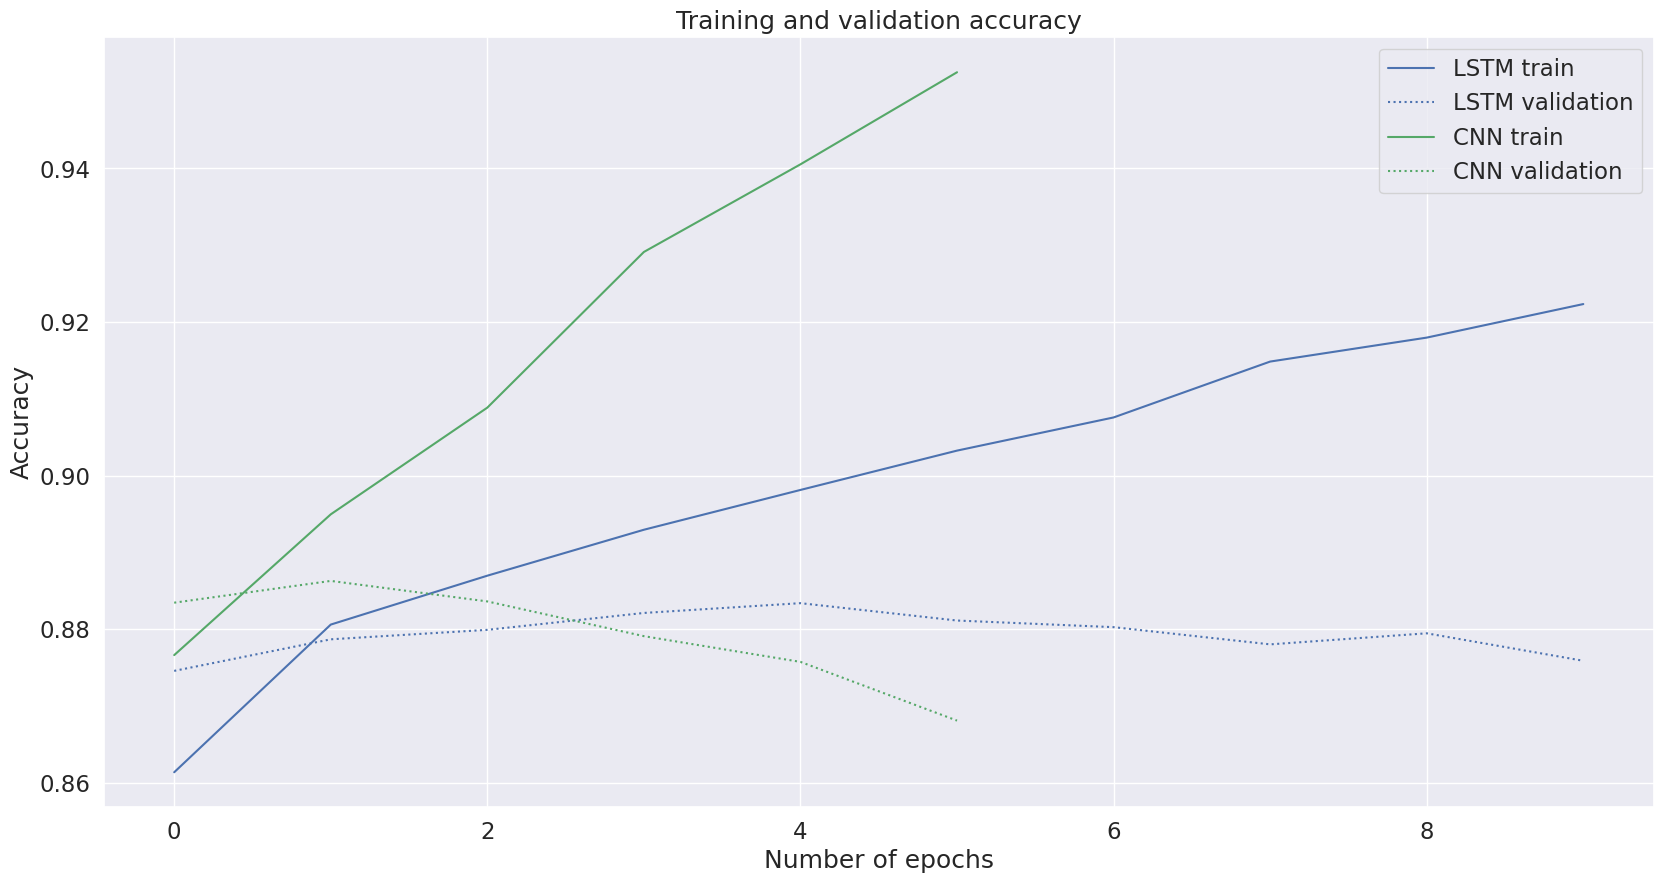 Training and validation accuracy
LSTM train
LSTM validation
CNN train
CNN validation
0.94
0.92
0.90
0.88
0.86
Accuracy
0 2 4 6 8
Number of epochs